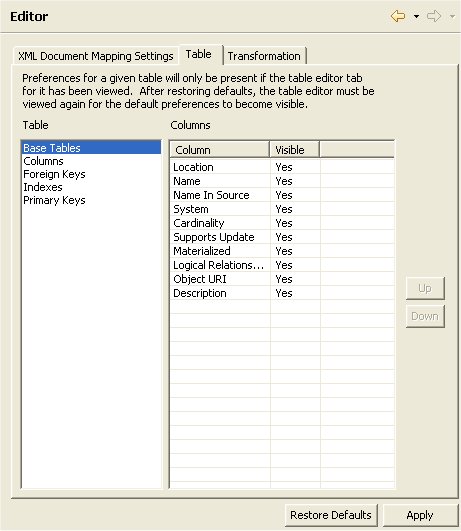 Editor
XML Document Mapping Settings Table Transformation
Preferences for a given table will only be present if the table editor tab
for it has been viewed. After restoring defaults, the table editor must be
viewed again for the default preferences to become visible.
Table Columns
Base Tables
Columns
Foreign Keys
Indexes
Primary Keys
Column Visible
Location Yes
Name Yes
Name In Source Yes
System Yes
Cardinality Yes
Supports Update Yes
Materialized Yes
Logical Relations... Yes
Object URI Yes
Description Yes
Up
Down
Restore Defaults Apply